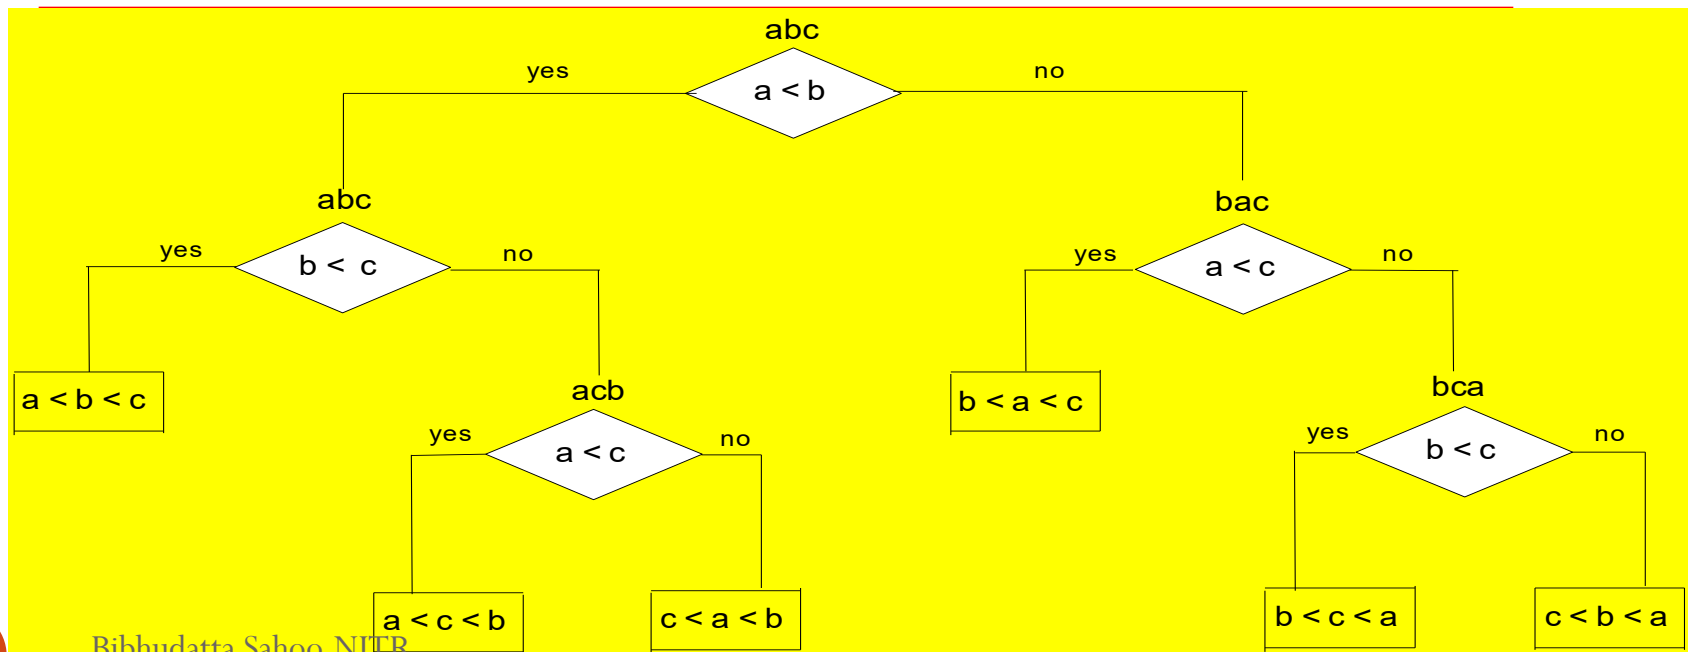 abc
yes
a < b
no
abc
bac
yes
b < c
no
yes
a < c
no
a < b < c
acb
b < a < c
bca
yes
a < c
no
yes
b < c
no
a < c < b
c < a < b
b < c < a
c < b < a
Bibhudatta Sahoo NITR